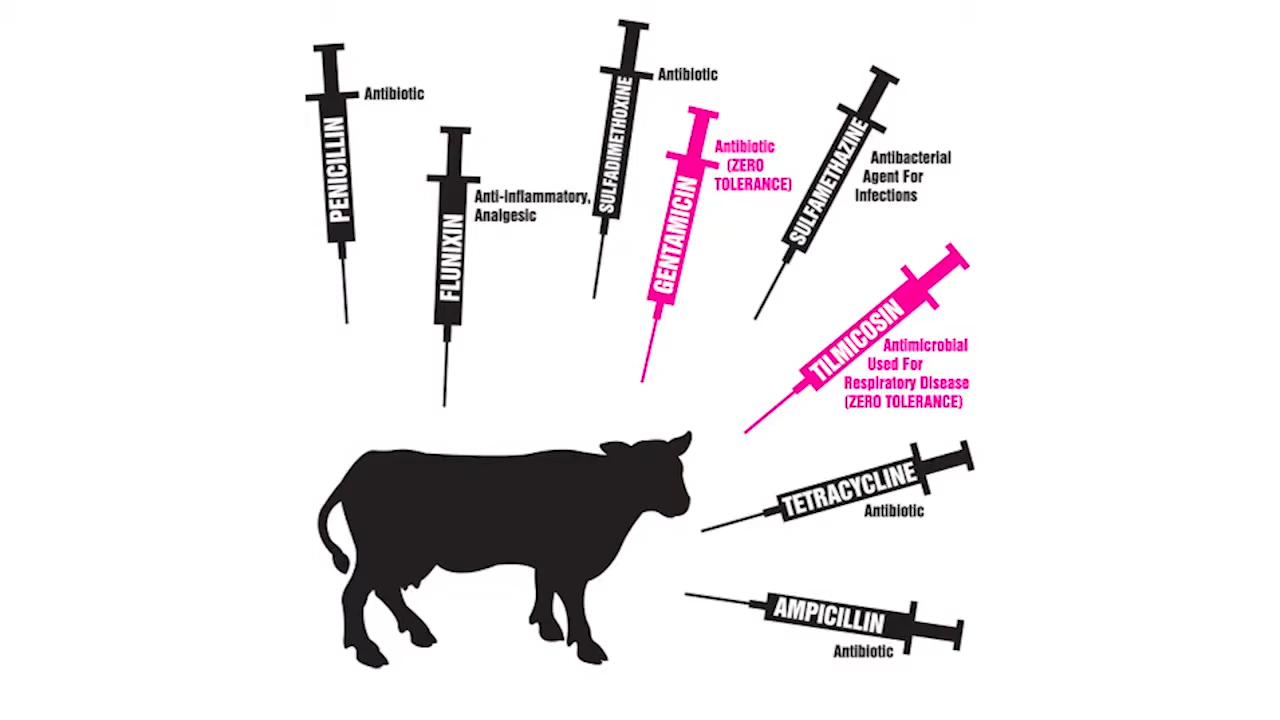 PENICILLIN
Antibiotic
FLUNIXIN
Anti-inflammatory,
Analgesic
SULFADIMETHOXINE
Antibiotic
GENTAMICIN
Antibiotic
(ZERO
TOLERANCE)
SULFAMETHAZINE
Antibacterial
Agent For
Infections
TILMICOSIN
Antimicrobial
Used For
Respiratory Disease
(ZERO TOLERANCE)
TETRACYCLINE
Antibiotic
AMPICILLIN
Antibiotic